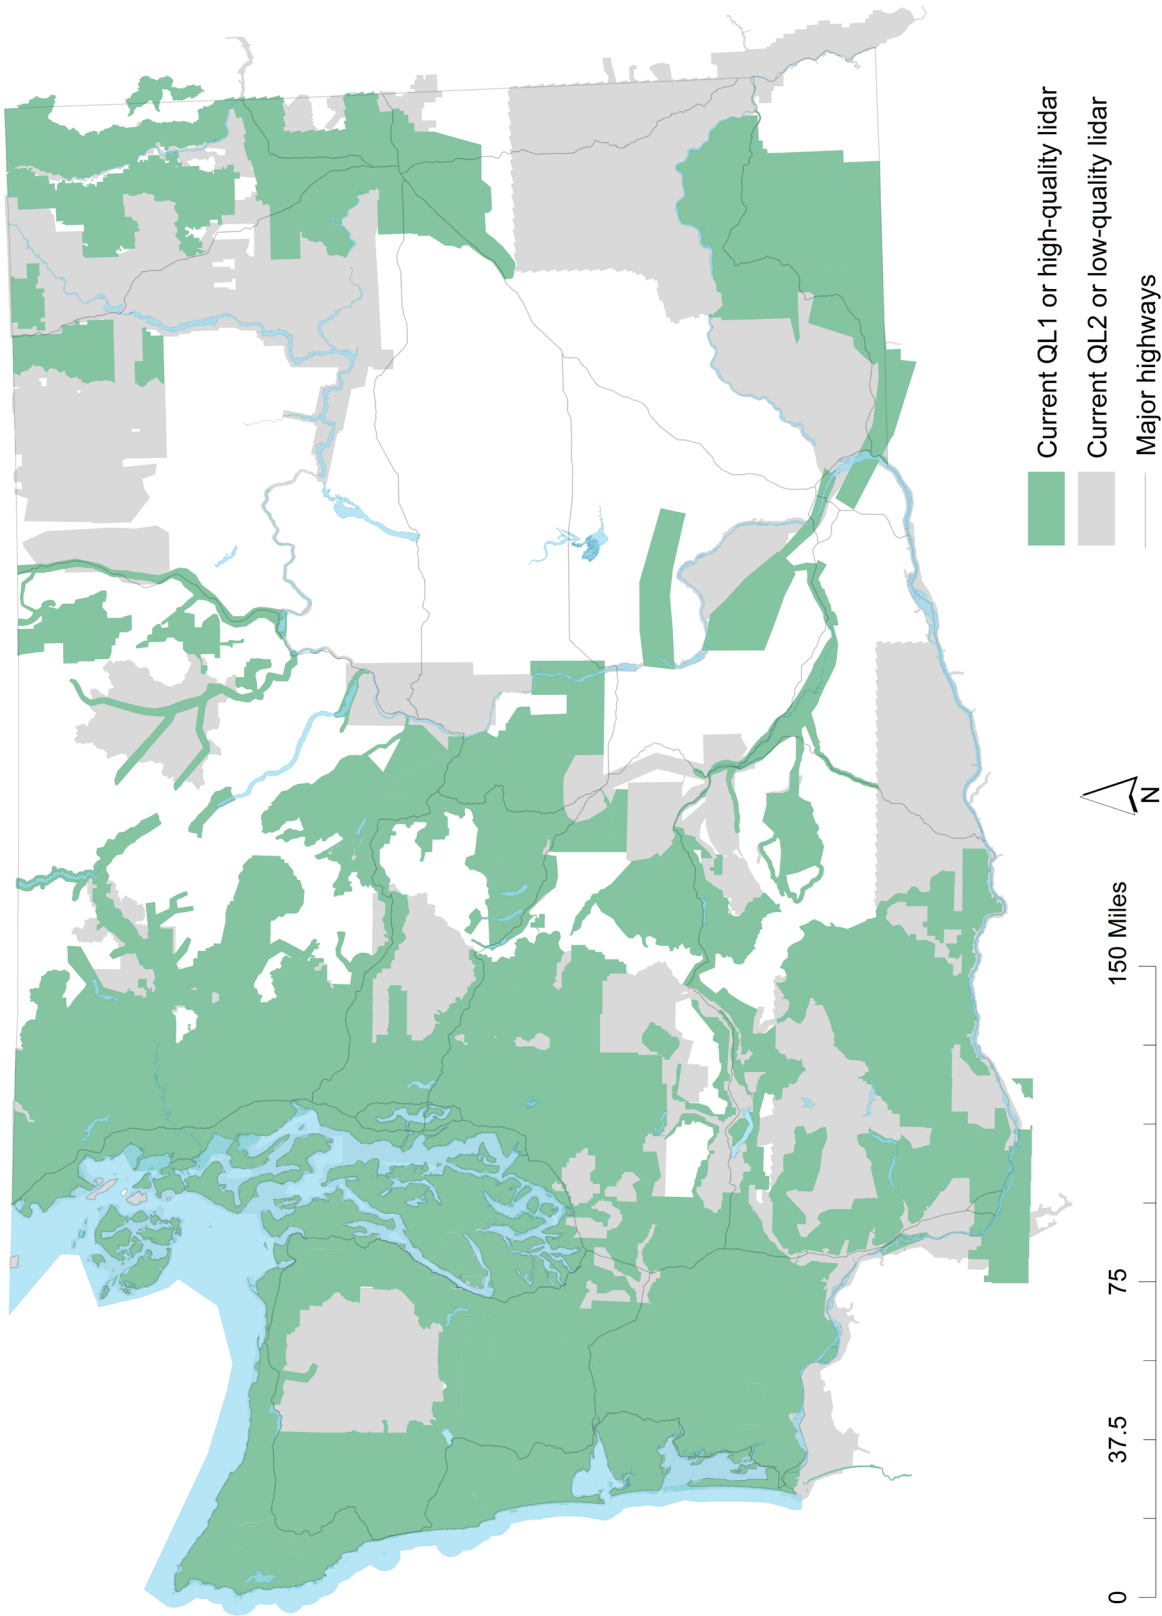 Current QL1 or high-quality lidar
Current QL2 or low-quality lidar
Major highways
N
0 37.5 75 150 Miles